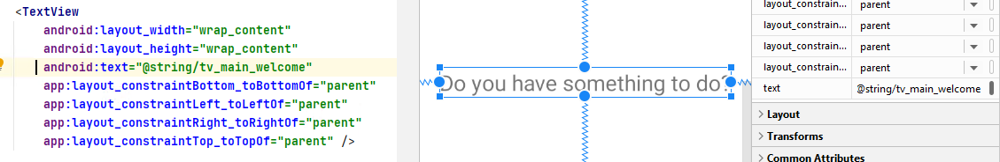 <TextView
android:layout_width="wrap_content"
android:layout_height="wrap_content"
android:text="@string/tv_main_welcome"
app:layout_constraintBottom_toBottomOf="parent"
app:layout_constraintLeft_toLeftOf="parent"
app:layout_constraintRight_toRightOf="parent"
app:layout_constraintTop_toTopOf="parent" />
Do you have something to do?
layout_constrain... parent
layout_constrain... parent
layout_constrain... parent
layout_constrain... parent
text @string/tv_main_welcome
Layout
Transforms
Common Attributes